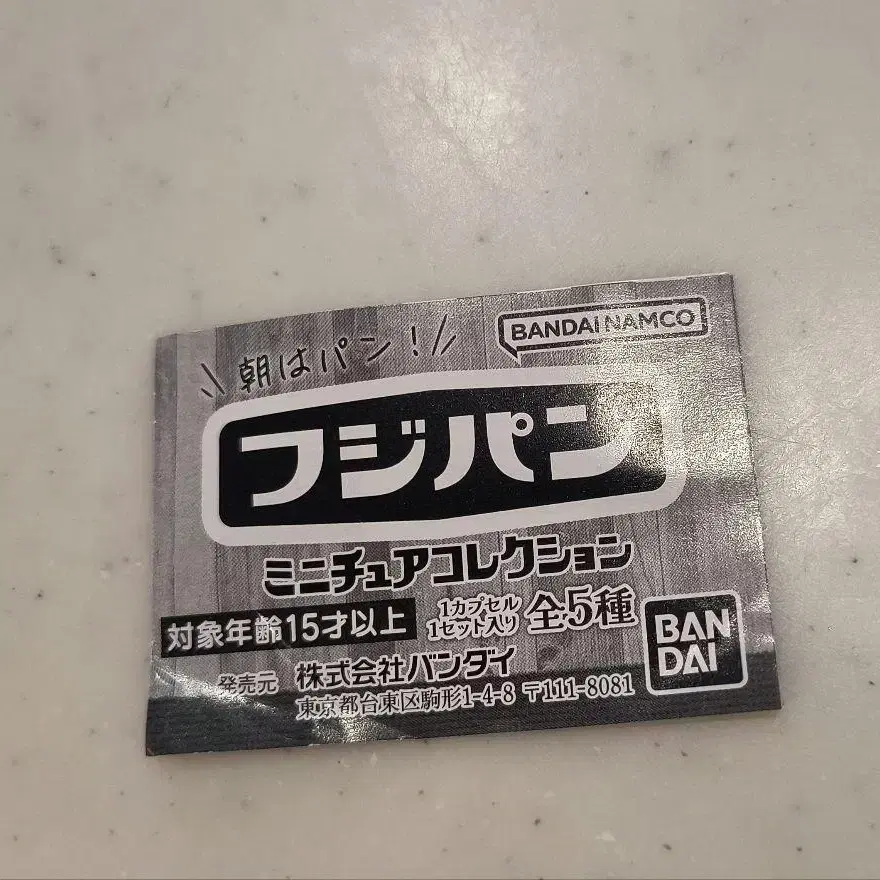 朝はパン!
BANDAI NAMCO
フジパン
ミニチュアコレクション
対象年齢15才以上
1カプセル
1セット入り
全5種
発売元 株式会社バンダイ
東京都台東区駒形1-4-8 〒111-8081
BAN
DAI